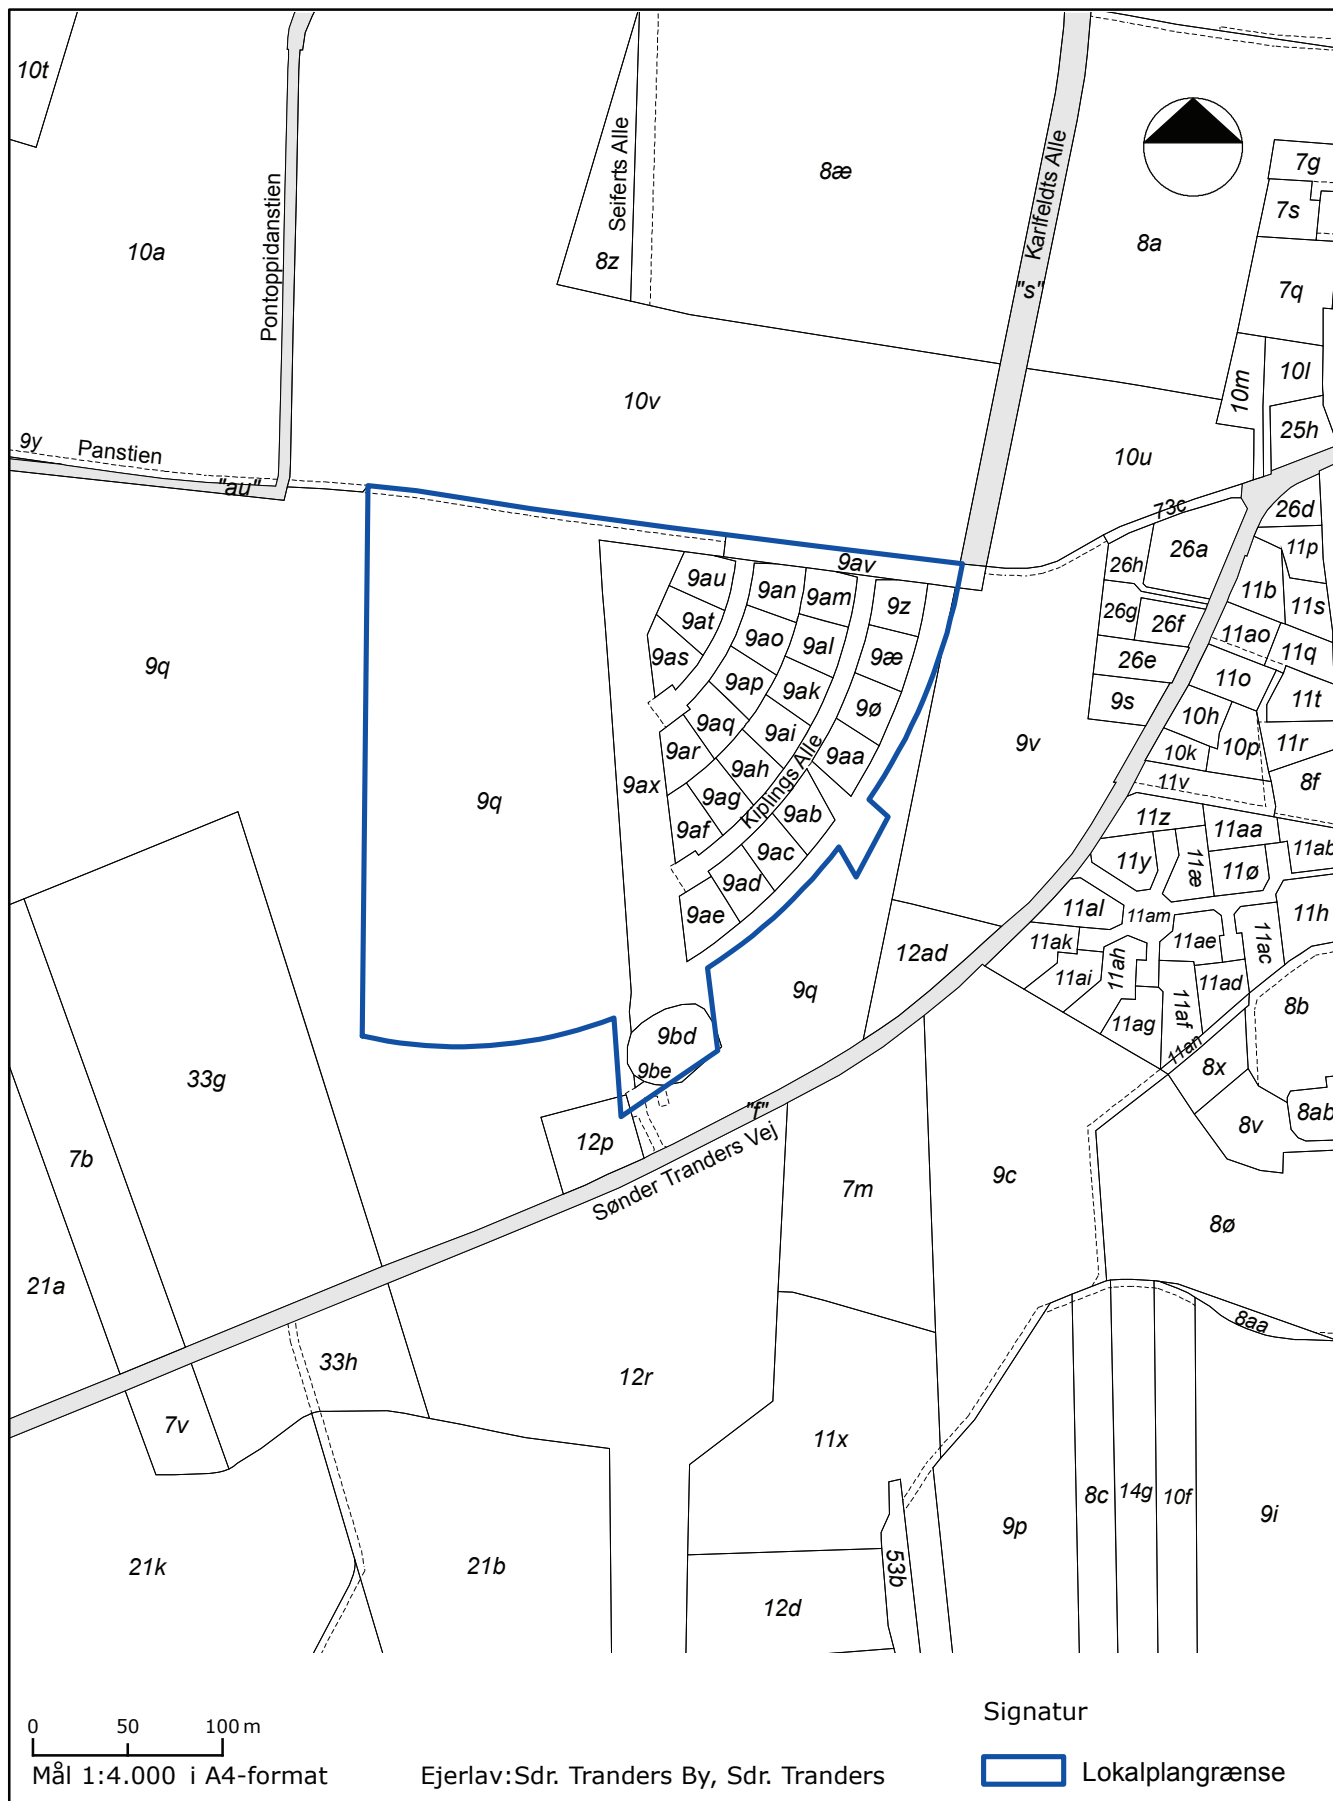 10t
Pontoppidanstien
Seiferts Alle
8æ
Karlfeldts Alle
"s"
8a
7g
7s
7q
10a
8z
10l
10m
25h
10v
10u
9y
Panstien
"au"
73c
26d
26a
11p
26h
9av
9au
9an
9am
9z
11b
11s
26g
26f
9at
9ao
9al
9æ
11ao
11q
9as
26e
9q
9ap
9ak
11o
11t
9s
9ø
10h
9aq
9ai
9v
9ar
9aa
10k
10p
11r
9ax
9ah
Kiplings Alle
11v
8f
9q
9ag
9ab
11z
11aa
9af
9ac
11y
11æ
11ø
11ab
9ad
9ae
11al
11am
11h
11ak
11ae
11ac
12ad
11ai
11ah
11ad
9q
11ag
11af
8b
9bd
11an
9be
8x
33g
"f"
8ab
12p
Sønder Tranders Vej
8v
7b
7m
9c
8ø
21a
8aa
33h
12r
7v
11x
8c
14g
10f
9p
9i
21k
21b
53b
12d
Signatur
0 50 100 m
Mål 1:4.000 i A4-format
Ejerlav:Sdr. Tranders By, Sdr. Tranders
Lokalplangrænse